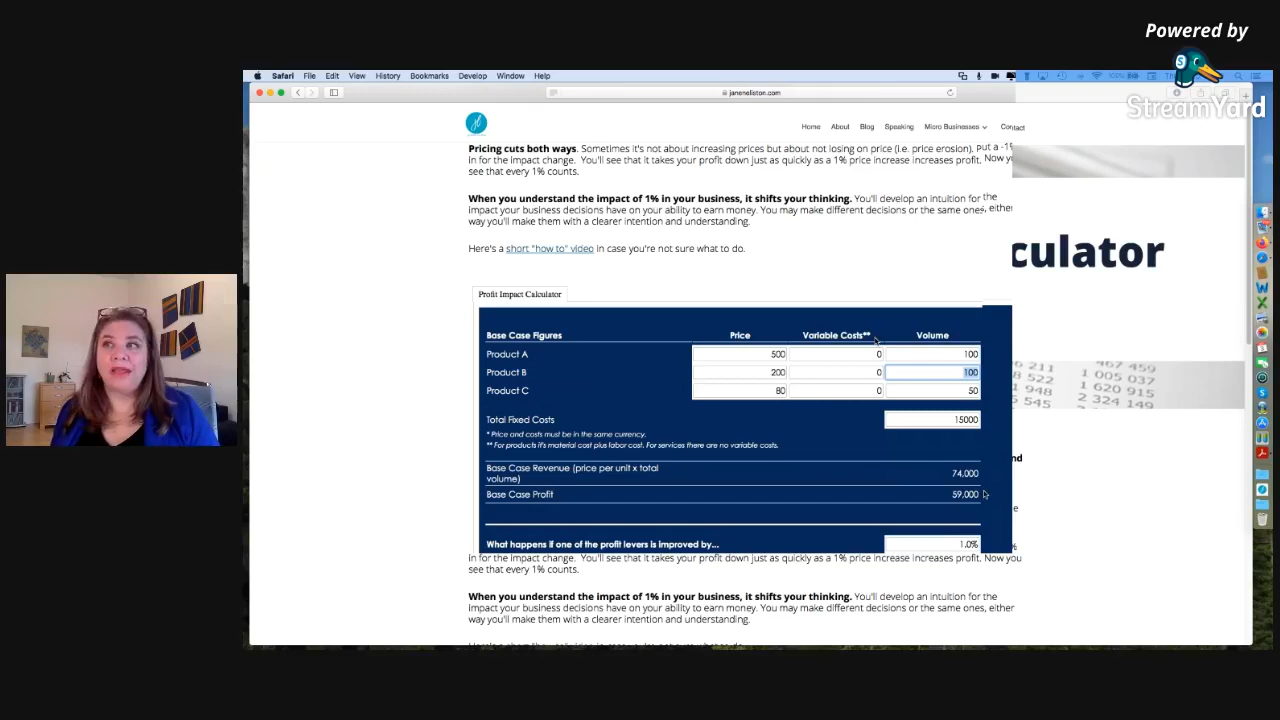 Powered by
StreamYard
Safari File Edit View History Bookmarks Develop Window Help
janeneliston.com
jl
Home About Blog Speaking Micro Businesses Contact
Pricing cuts both ways. Sometimes it's not about increasing prices but about not losing on price (i.e. price erosion). Put a -1%
in for the impact change. You'll see that it takes your profit down just as quickly as a 1% price increase increases profit. Now yo
see that every 1% counts.
When you understand the impact of 1% in your business, it shifts your thinking. You'll develop an intuition for the
impact your business decisions have on your ability to earn money. You may make different decisions or the same ones, either
way you'll make them with a clearer intention and understanding.
Here's a short "how to" video in case you're not sure what to do.
culator
Profit Impact Calculator
Base Case Figures Price Variable Costs** Volume
Product A 500 0 100
Product B 200 0 100
Product C 80 0 50
Total Fixed Costs 15000
* Price and costs must be in the same currency.
** For products it's material cost plus labor cost. For services there are no variable costs.
Base Case Revenue (price per unit x total
volume) 74,000
Base Case Profit 59,000
What happens if one of the profit levers is improved by... 1.0%
467 459
1 005 037
1 620 915
2 324 149
in for the impact change. You'll see that it takes your profit down just as quickly as a 1% price increase increases profit. Now you
see that every 1% counts.
When you understand the impact of 1% in your business, it shifts your thinking. You'll develop an intuition for the
impact your business decisions have on your ability to earn money. You may make different decisions or the same ones, either
way you'll make them with a clearer intention and understanding.